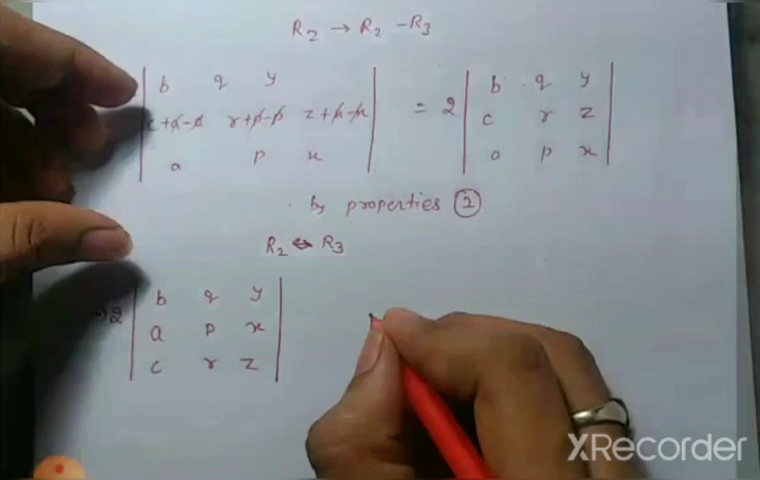 R₂ → R₂ - R₃
| b q y |
| c+a-a r+p-p z+x-x | = 2 | b q y |
| a p x | | c r z |
| a p x |
by properties ②
R₂ ↔ R₃
2 | b q y |
| a p x |
| c r z |
XRecorder